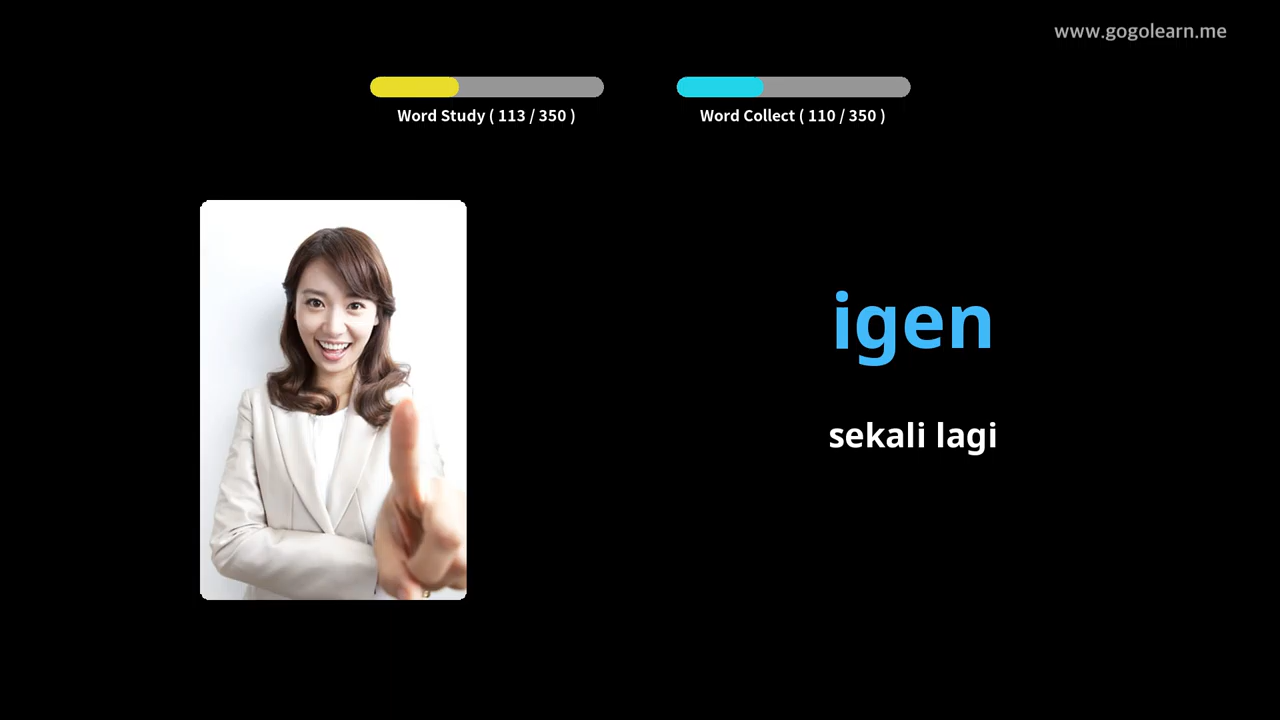 www.gogolearn.me
Word Study ( 113 / 350 )
Word Collect ( 110 / 350 )
igen
sekali lagi